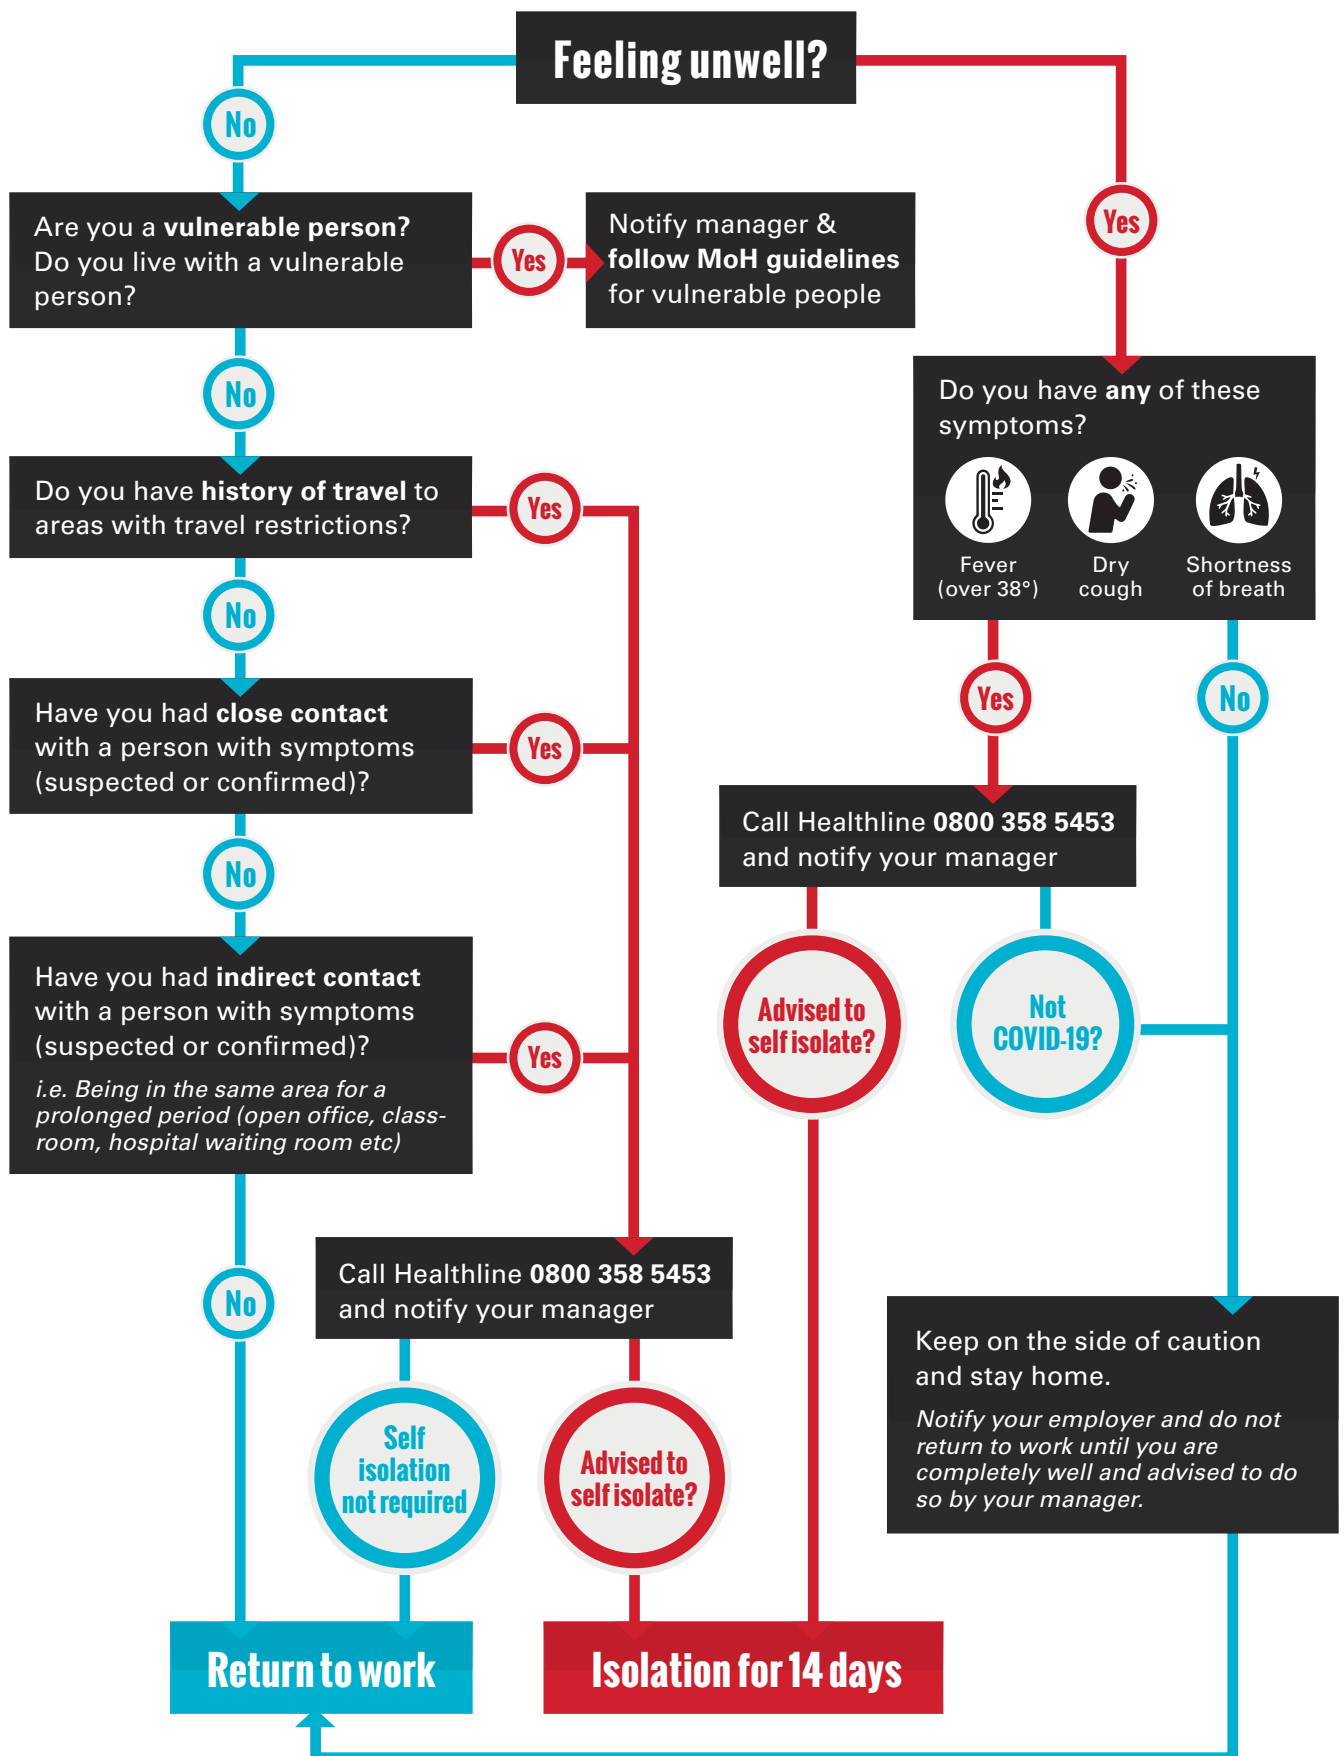 Feeling unwell?
No
Yes
Are you a vulnerable person?
Do you live with a vulnerable
person?
Yes
Notify manager &
follow MoH guidelines
for vulnerable people
No
Do you have any of these
symptoms?
Fever
(over 38°)
Dry
cough
Shortness
of breath
Do you have history of travel to
areas with travel restrictions?
Yes
No
Yes
No
Have you had close contact
with a person with symptoms
(suspected or confirmed)?
Yes
Call Healthline 0800 358 5453
and notify your manager
No
Advised to
self isolate?
Not
COVID-19?
Have you had indirect contact
with a person with symptoms
(suspected or confirmed)?
i.e. Being in the same area for a
prolonged period (open office, class-
room, hospital waiting room etc)
Yes
No
Call Healthline 0800 358 5453
and notify your manager
Keep on the side of caution
and stay home.
Notify your employer and do not
return to work until you are
completely well and advised to do
so by your manager.
Self
isolation
not required
Advised to
self isolate?
Return to work
Isolation for 14 days